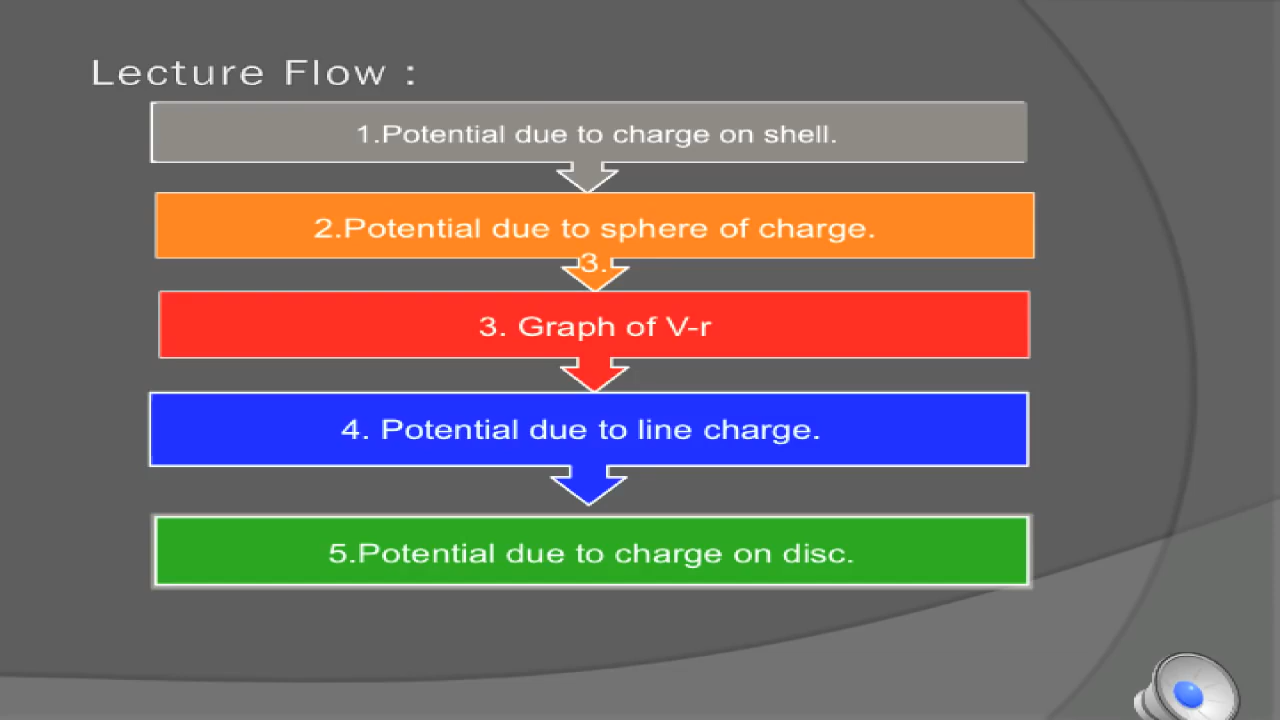 Lecture Flow :
1.Potential due to charge on shell.
2.Potential due to sphere of charge.
3.
3. Graph of V-r
4. Potential due to line charge.
5.Potential due to charge on disc.